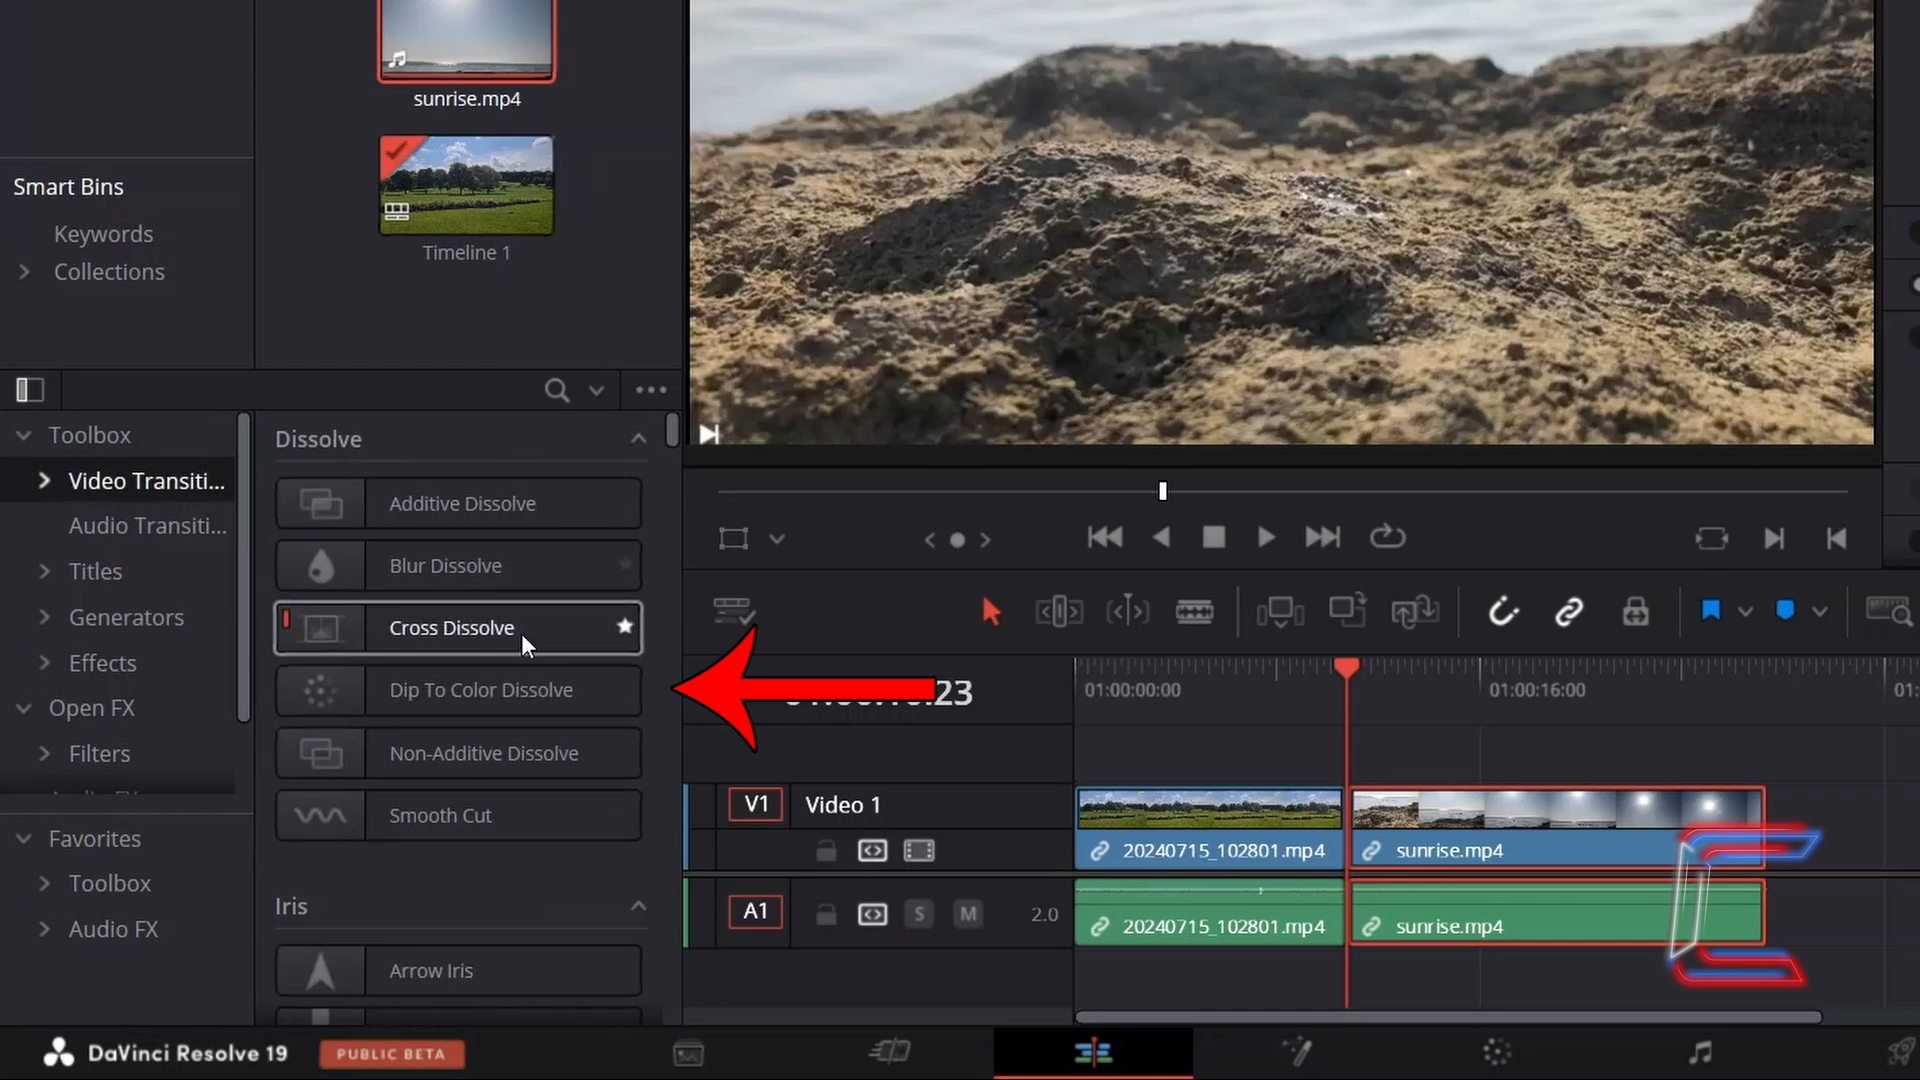 sunrise.mp4
Timeline 1
Smart Bins
Keywords
Collections
Toolbox
Video Transiti...
Audio Transiti...
Titles
Generators
Effects
Open FX
Filters
Favorites
Toolbox
Audio FX
Dissolve
Additive Dissolve
Blur Dissolve
Cross Dissolve
Dip To Color Dissolve
Non-Additive Dissolve
Smooth Cut
Iris
Arrow Iris
01:00:00:00
01:00:16:00
V1
Video 1
20240715_102801.mp4
sunrise.mp4
A1
S
M
2.0
20240715_102801.mp4
sunrise.mp4
DaVinci Resolve 19
PUBLIC BETA